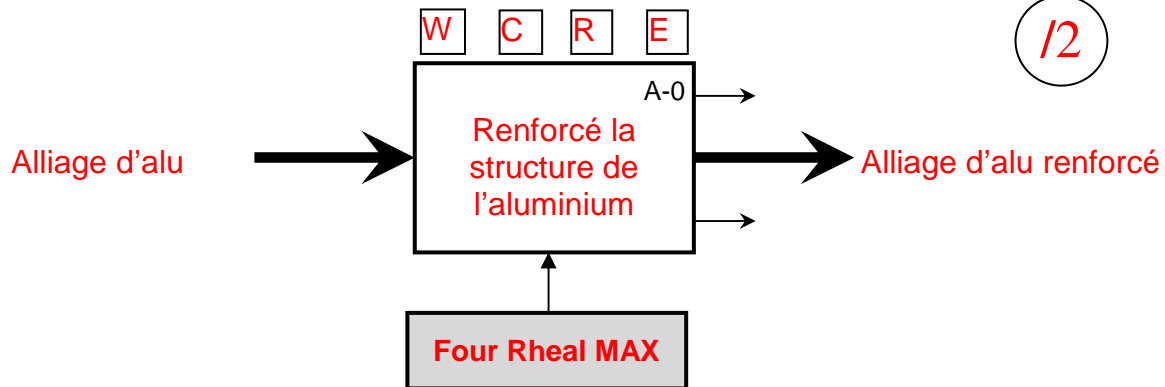 W C R E
/2
A-0
Renforcé la
structure de
l'aluminium
Alliage d'alu
Alliage d'alu renforcé
Four Rheal MAX